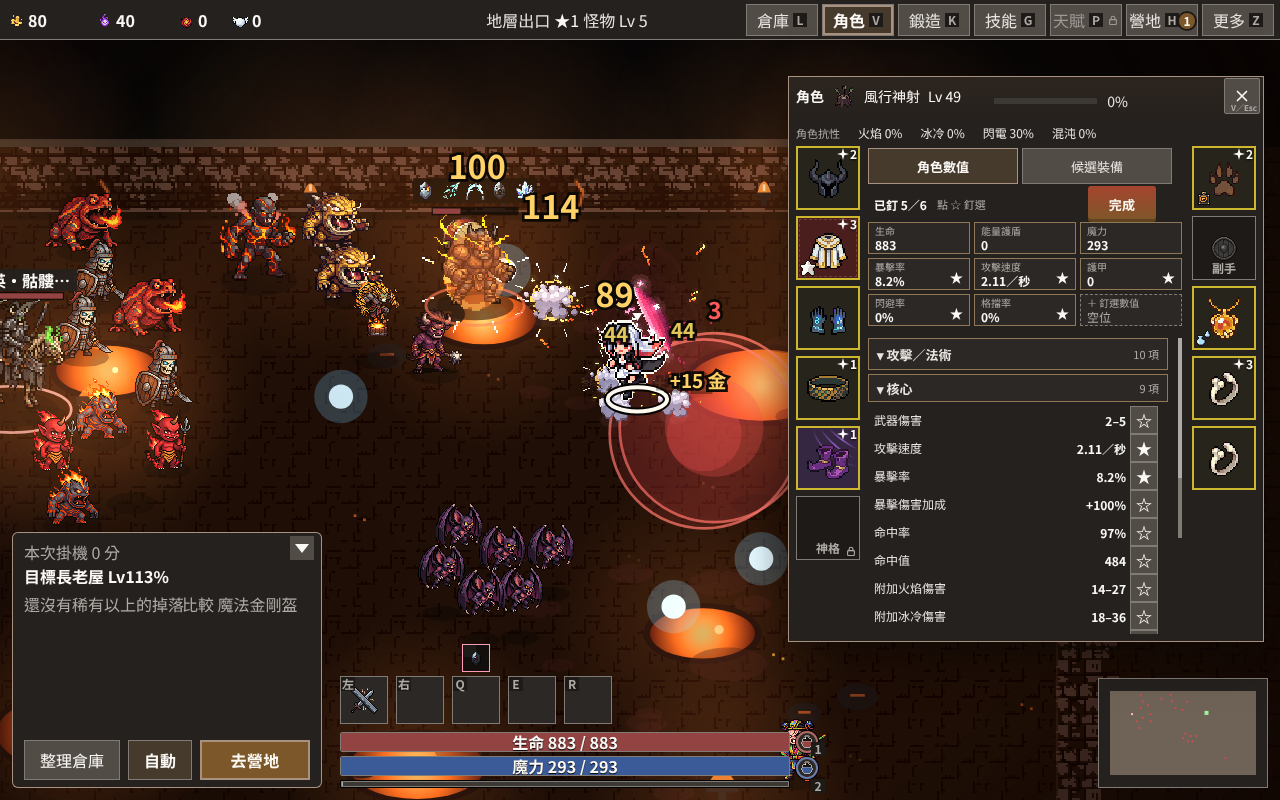 80
40
0
0
地層出口 ★1 怪物 Lv 5
倉庫 L
角色 V
鍛造 K
技能 G
天賦 P
營地 H 1
更多 Z
角色
風行神射 Lv 49
0%
V／Esc
角色抗性
火焰 0%
冰冷 0%
閃電 30%
混沌 0%
+2
+3
+1
+1
神格
角色數值
候選裝備
已釘 5／6
點 ☆ 釘選
完成
生命
883
能量護盾
0
魔力
293
暴擊率
8.2% ★
攻擊速度
2.11／秒 ★
護甲
0 ★
閃避率
0% ★
格擋率
0% ★
＋ 釘選數值
空位
▼攻擊／法術
10 項
▼核心
9 項
武器傷害
2–5 ☆
攻擊速度
2.11／秒 ★
暴擊率
8.2% ★
暴擊傷害加成
+100% ☆
命中率
97% ☆
命中值
484 ☆
附加火焰傷害
14–27 ☆
附加冰冷傷害
18–36 ☆
+2
副手
+3
100
114
89
44
44
3
+15 金
英・骷髏⋯
本次掛機 0 分
目標長老屋 Lv113%
還沒有稀有以上的掉落比較 魔法金剛盔
整理倉庫
自動
去營地
左
右
Q
E
R
生命 883 / 883
1
魔力 293 / 293
2